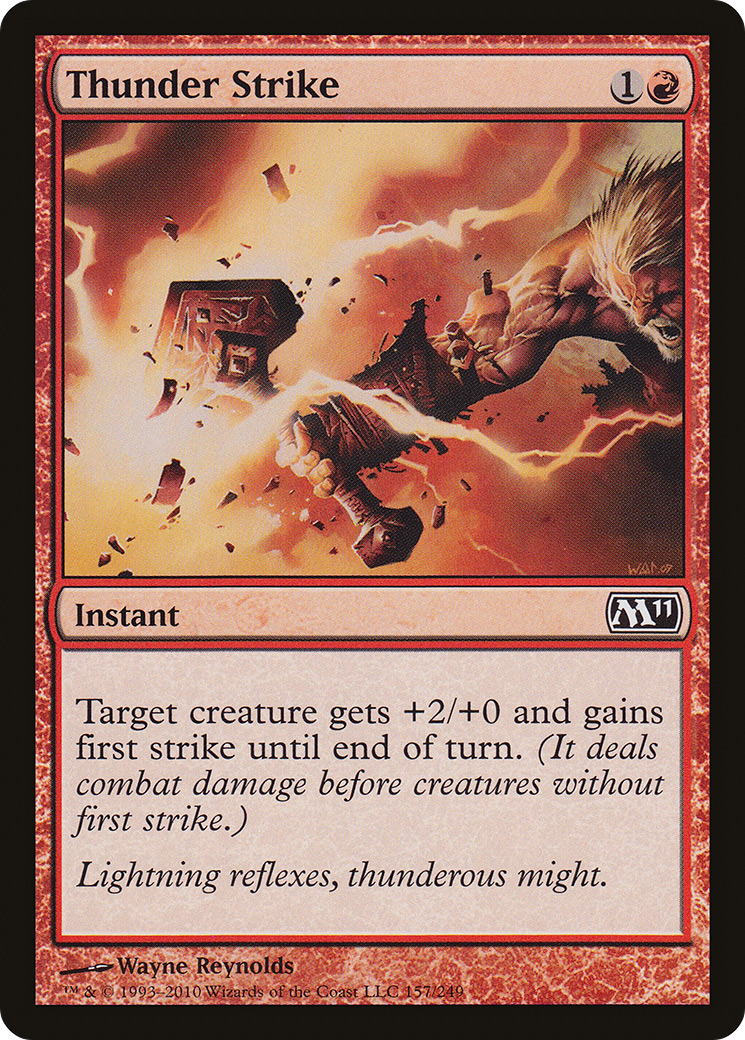 Thunder Strike 1
WAR.07
Instant M11
Target creature gets +2/+0 and gains
first strike until end of turn. (It deals
combat damage before creatures without
first strike.)
Lightning reflexes, thunderous might.
Wayne Reynolds
™ & © 1993–2010 Wizards of the Coast LLC 157/249